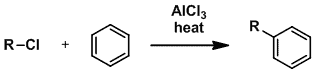 AlCl3
heat
R–Cl + R